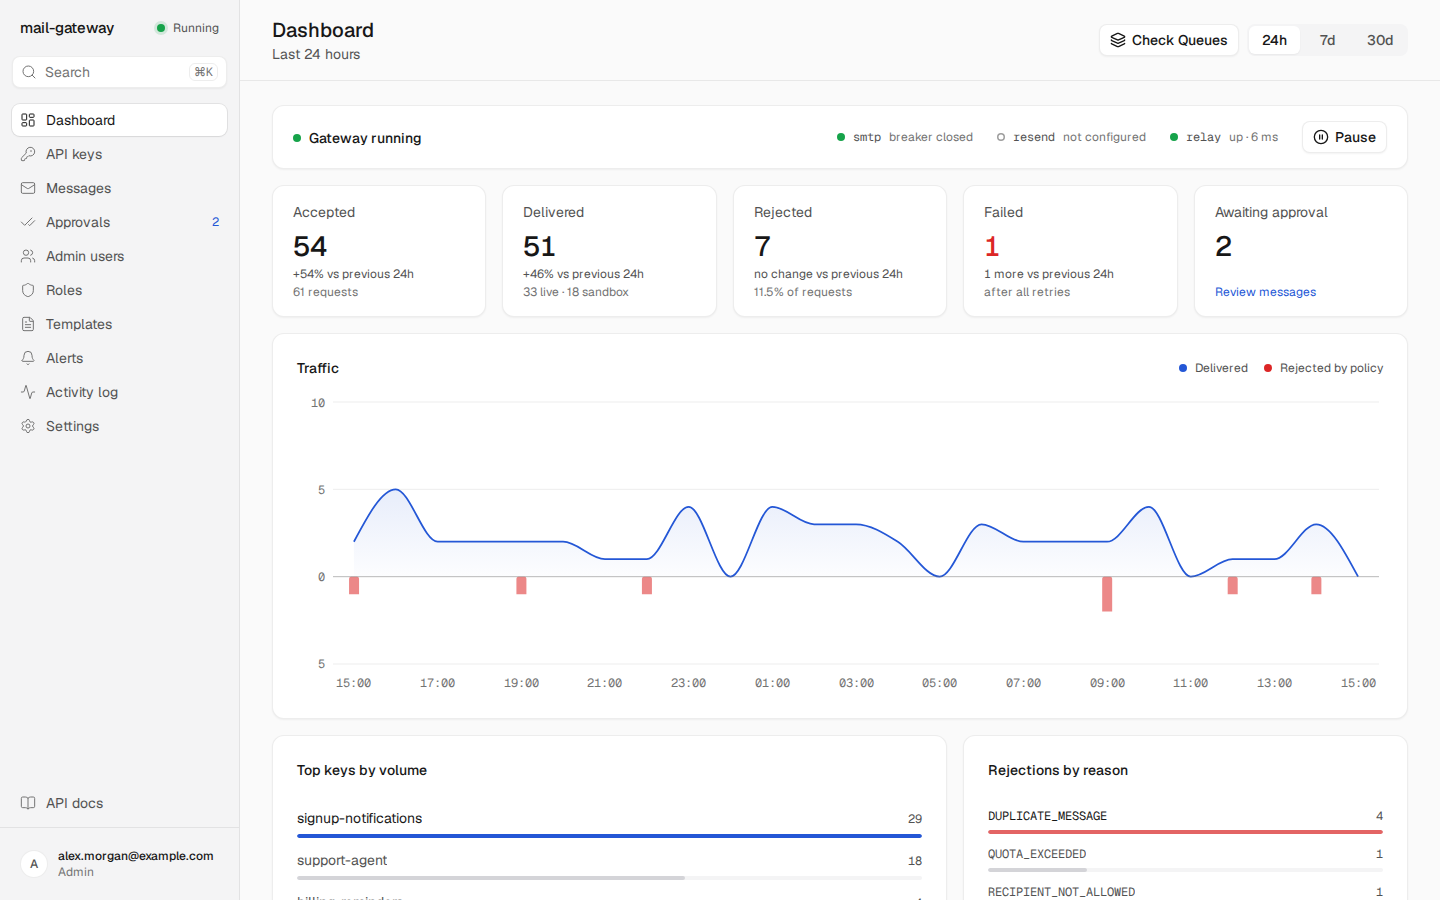 mail-gateway
Running
Search
⌘K
Dashboard
API keys
Messages
Approvals 2
Admin users
Roles
Templates
Alerts
Activity log
Settings
API docs
A
alex.morgan@example.com
Admin
Dashboard
Last 24 hours
Check Queues
24h 7d 30d
Gateway running
smtp breaker closed
resend not configured
relay up · 6 ms
Pause
Accepted
54
+54% vs previous 24h
61 requests
Delivered
51
+46% vs previous 24h
33 live · 18 sandbox
Rejected
7
no change vs previous 24h
11.5% of requests
Failed
1
1 more vs previous 24h
after all retries
Awaiting approval
2
Review messages
Traffic
Delivered
Rejected by policy
10
5
0
5
15:00 17:00 19:00 21:00 23:00 01:00 03:00 05:00 07:00 09:00 11:00 13:00 15:00
Top keys by volume
signup-notifications 29
support-agent 18
Rejections by reason
DUPLICATE_MESSAGE 4
QUOTA_EXCEEDED 1
RECIPIENT_NOT_ALLOWED 1